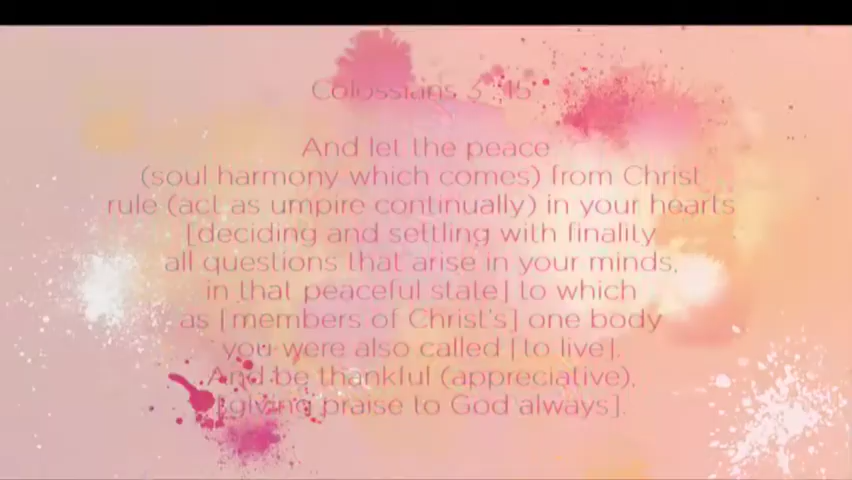 Colossians 3 :15
And let the peace
(soul harmony which comes) from Christ
rule (act as umpire continually) in your hearts
[deciding and settling with finality
all questions that arise in your minds,
in that peaceful state] to which
as [members of Christ's] one body
you were also called [to live].
And be thankful (appreciative),
[giving praise to God always].